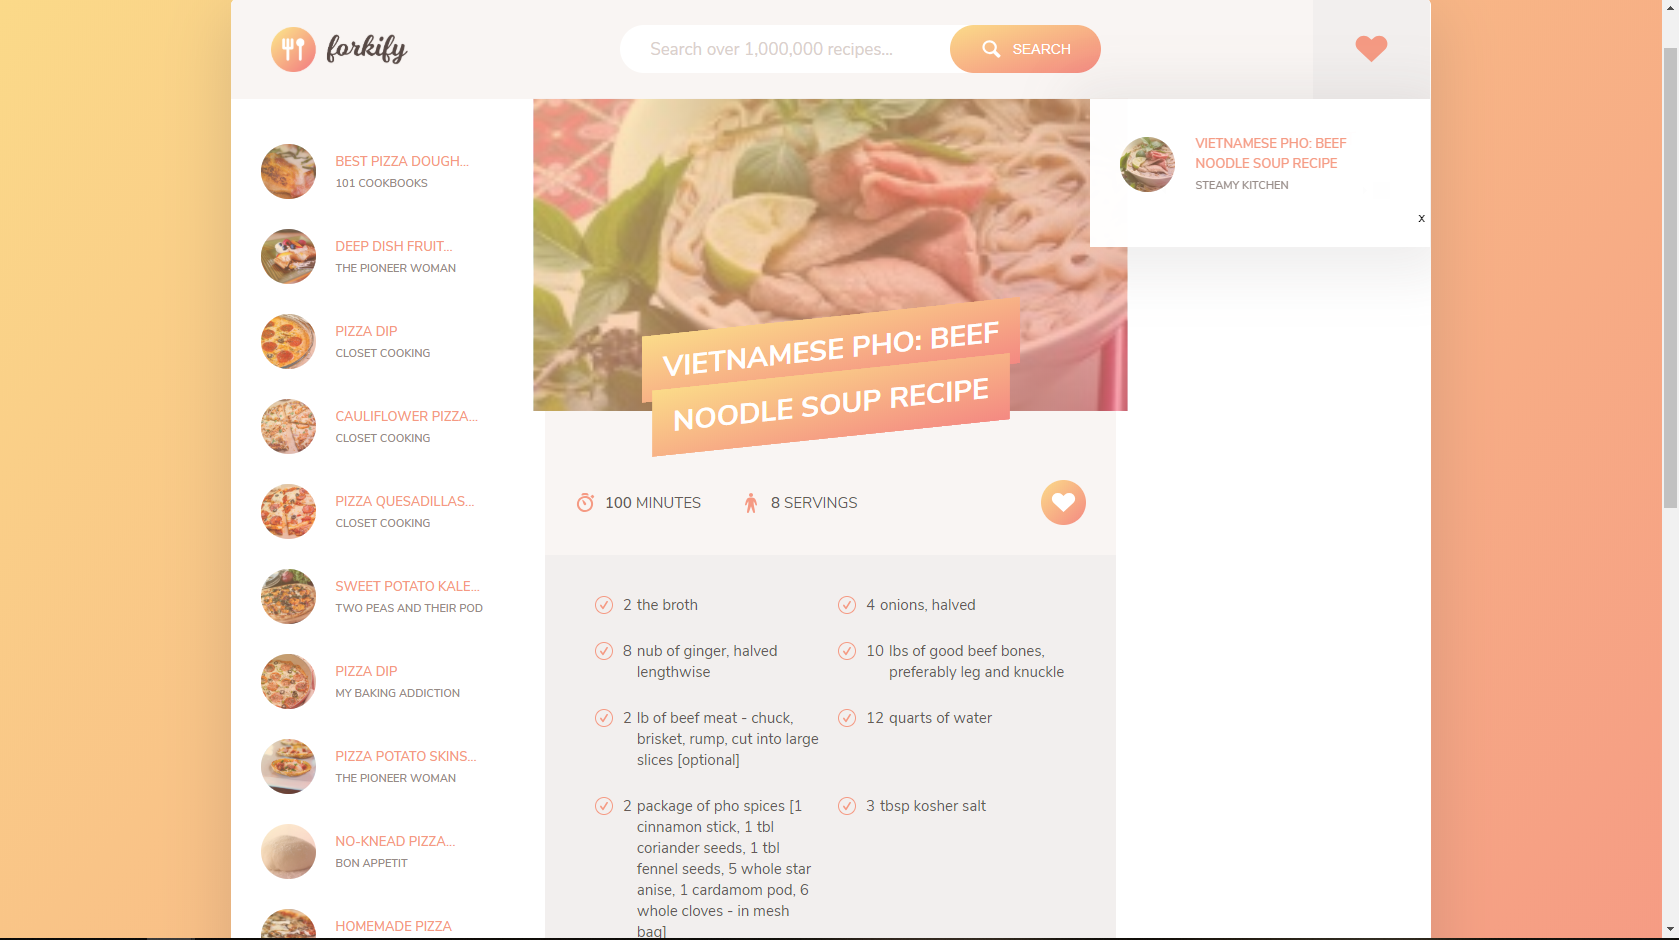 forkify
Search over 1,000,000 recipes...
SEARCH
BEST PIZZA DOUGH...
101 COOKBOOKS
DEEP DISH FRUIT...
THE PIONEER WOMAN
PIZZA DIP
CLOSET COOKING
CAULIFLOWER PIZZA...
CLOSET COOKING
PIZZA QUESADILLAS...
CLOSET COOKING
SWEET POTATO KALE...
TWO PEAS AND THEIR POD
PIZZA DIP
MY BAKING ADDICTION
PIZZA POTATO SKINS...
THE PIONEER WOMAN
NO-KNEAD PIZZA...
BON APPETIT
HOMEMADE PIZZA
VIETNAMESE PHO: BEEF
NOODLE SOUP RECIPE
100 MINUTES
8 SERVINGS
2 the broth
4 onions, halved
8 nub of ginger, halved
lengthwise
10 lbs of good beef bones,
preferably leg and knuckle
2 lb of beef meat - chuck,
brisket, rump, cut into large
slices [optional]
12 quarts of water
2 package of pho spices [1
cinnamon stick, 1 tbl
coriander seeds, 1 tbl
fennel seeds, 5 whole star
anise, 1 cardamom pod, 6
whole cloves - in mesh
bag]
3 tbsp kosher salt
VIETNAMESE PHO: BEEF
NOODLE SOUP RECIPE
STEAMY KITCHEN
x